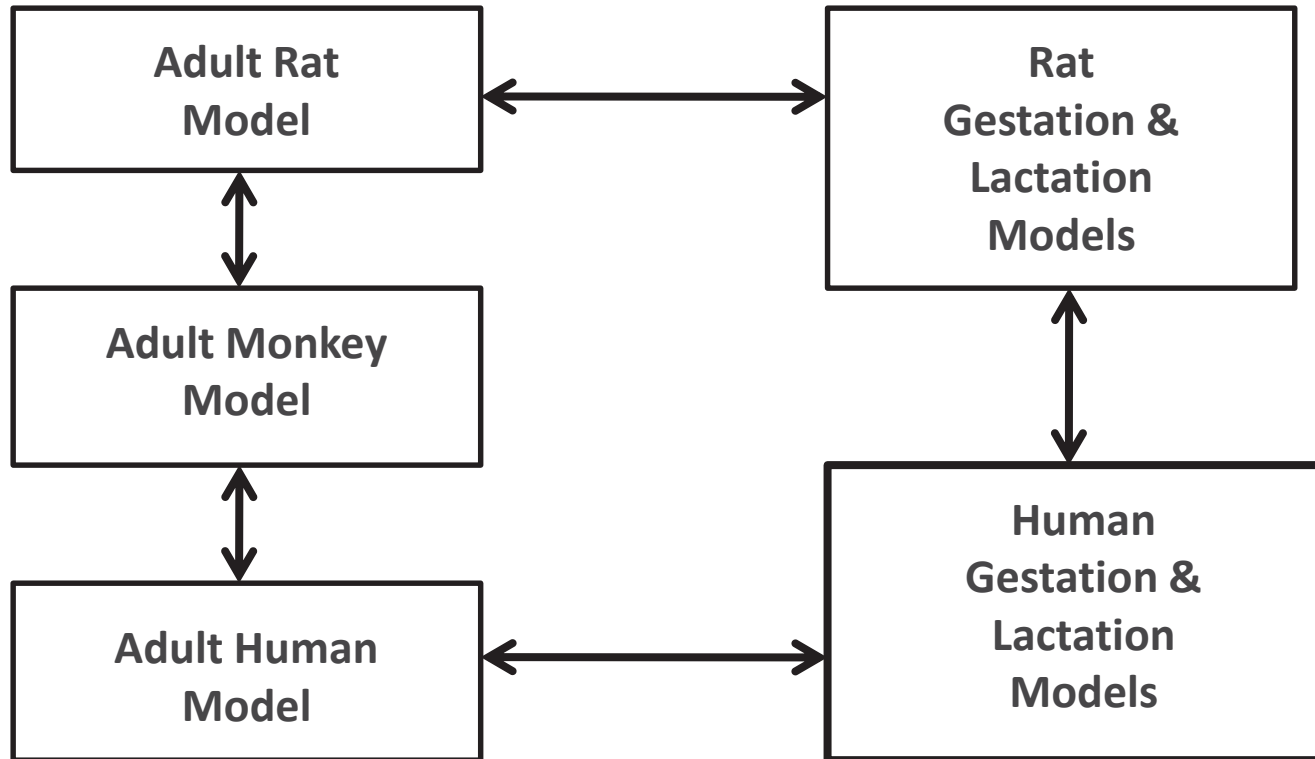 Adult Rat
Model
Rat
Gestation &
Lactation
Models
Adult Monkey
Model
Adult Human
Model
Human
Gestation &
Lactation
Models